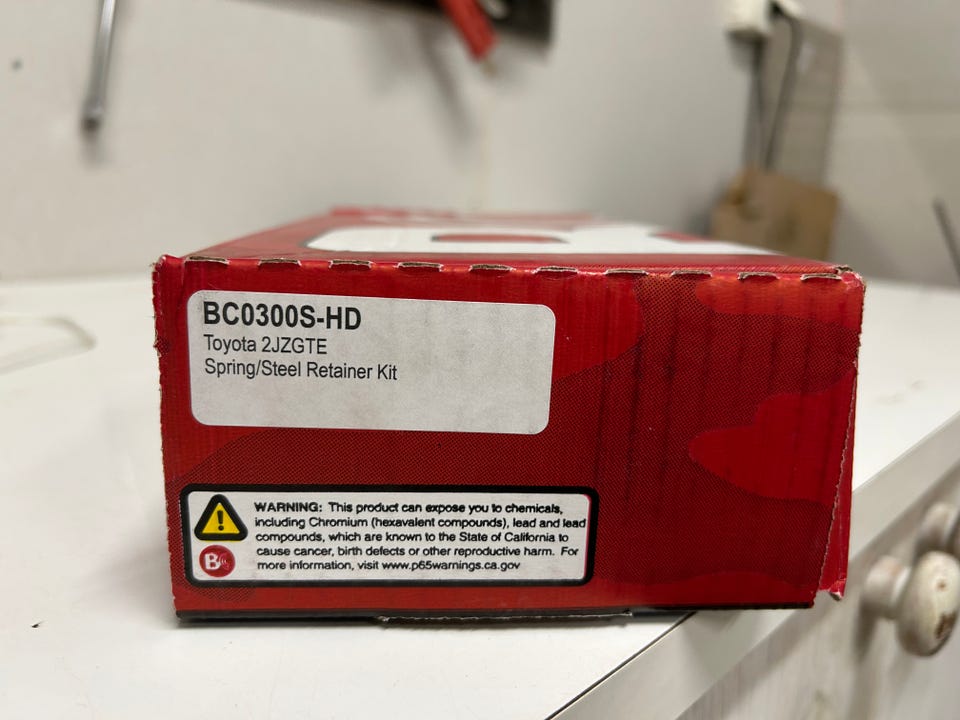 BC0300S-HD
Toyota 2JZGTE
Spring/Steel Retainer Kit
WARNING: This product can expose you to chemicals,
including Chromium (hexavalent compounds), lead and lead
compounds, which are known to the State of California to
cause cancer, birth defects or other reproductive harm. For
more information, visit www.p65warnings.ca.gov
B